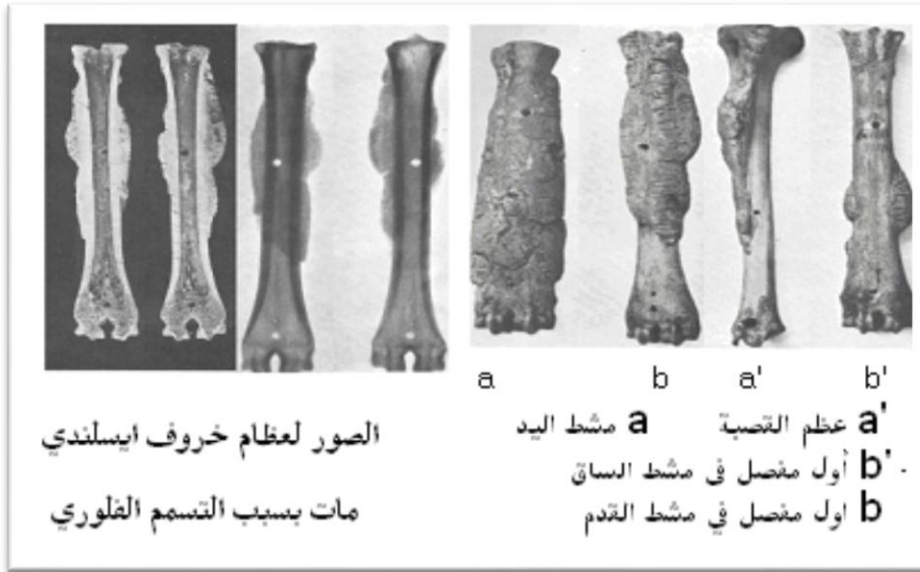 a b a' b'
a' عظم القصبة a مشط اليد
b' أول مفصل في مشط الساق
b اول مفصل في مشط القدم
الصور لعظام خروف ايسلندي
مات بسبب التسمم الفلوري